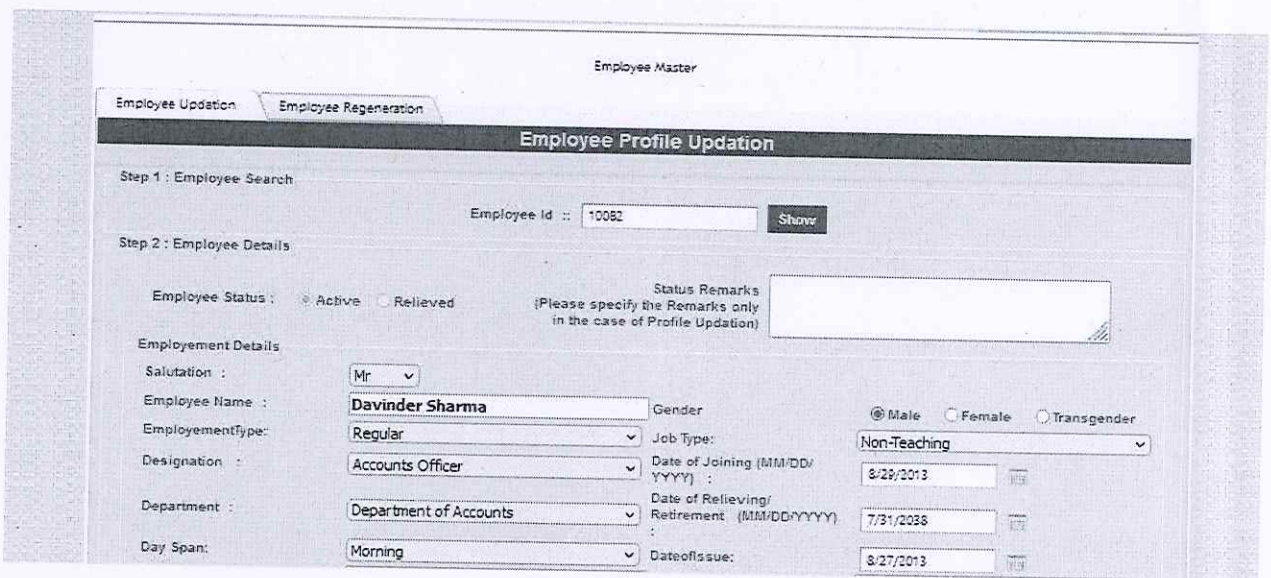 Employee Master
Employee Updation Employee Regeneration
Employee Profile Updation
Step 1 : Employee Search
Employee Id :: 10082 Show
Step 2 : Employee Details
Employee Status : Active Relieved
Status Remarks
(Please specify the Remarks only
in the case of Profile Updation)
Employement Details
Salutation : Mr
Employee Name : Davinder Sharma Gender Male Female Transgender
EmployementType: Regular Job Type: Non-Teaching
Designation : Accounts Officer Date of Joining (MM/DD/
YYYY) : 8/29/2013
Department : Department of Accounts Date of Relieving/
Retirement (MM/DD/YYYY)
: 7/31/2038
Day Span: Morning DateofIssue: 8/27/2013